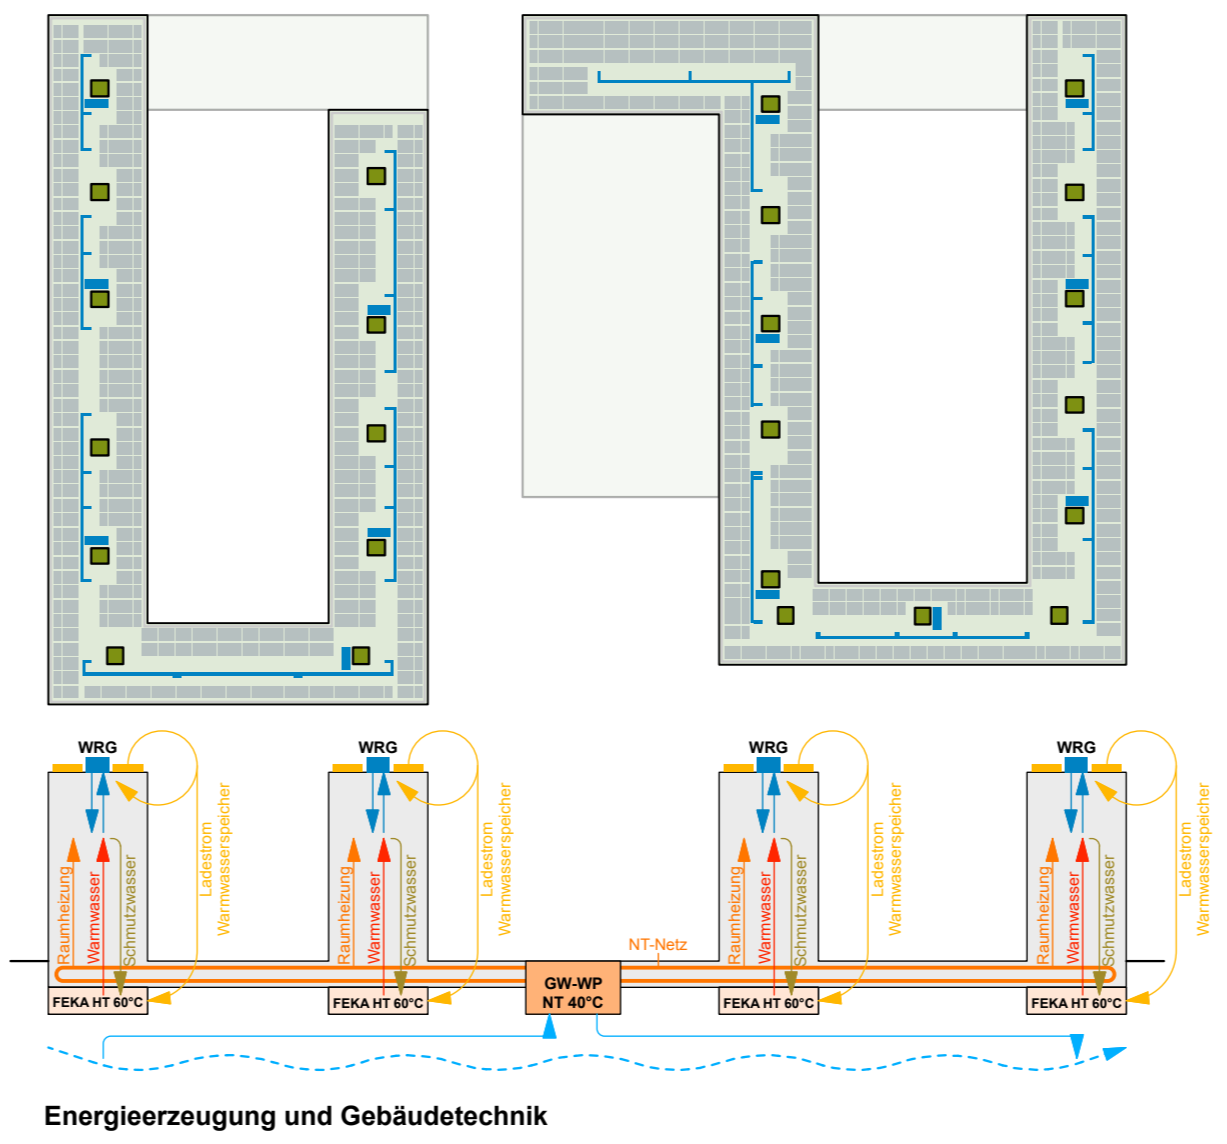 WRG
WRG
WRG
WRG
Raumheizung
Warmwasser
Schmutzwasser
Ladestrom
Warmwasserspeicher
Raumheizung
Warmwasser
Schmutzwasser
Ladestrom
Warmwasserspeicher
Raumheizung
Warmwasser
Schmutzwasser
Ladestrom
Warmwasserspeicher
Raumheizung
Warmwasser
Schmutzwasser
Ladestrom
Warmwasserspeicher
NT-Netz
FEKA HT 60°C
FEKA HT 60°C
GW-WP
NT 40°C
FEKA HT 60°C
FEKA HT 60°C
Energieerzeugung und Gebäudetechnik